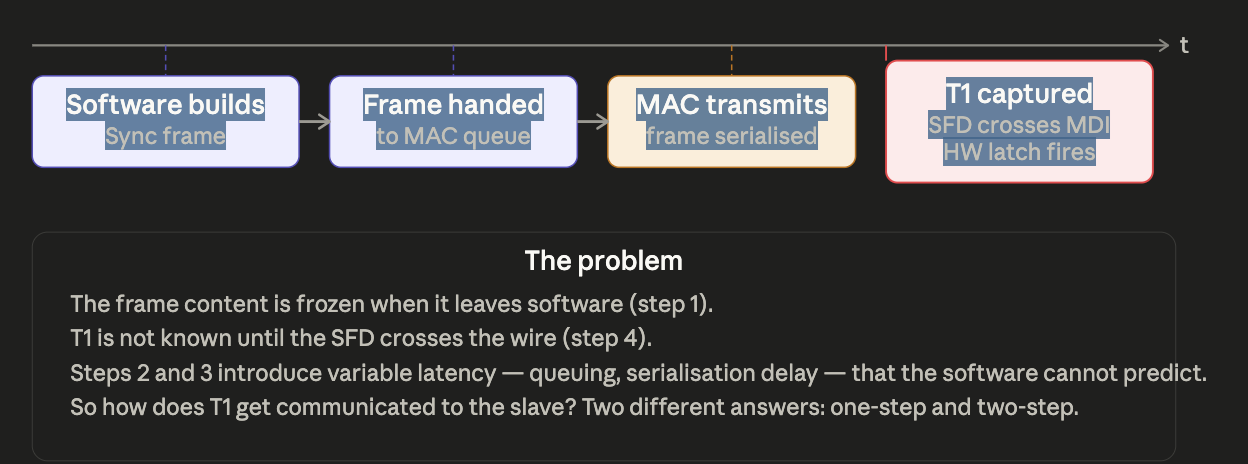 t
Software builds
Sync frame
Frame handed
to MAC queue
MAC transmits
frame serialised
T1 captured
SFD crosses MDI
HW latch fires
The problem
The frame content is frozen when it leaves software (step 1).
T1 is not known until the SFD crosses the wire (step 4).
Steps 2 and 3 introduce variable latency — queuing, serialisation delay — that the software cannot predict.
So how does T1 get communicated to the slave? Two different answers: one-step and two-step.